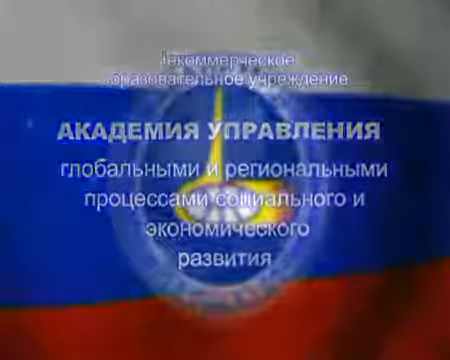 Некоммерческое
образовательное учреждение
АКАДЕМИЯ УПРАВЛЕНИЯ
глобальными и региональными
процессами социального и
экономического
развития